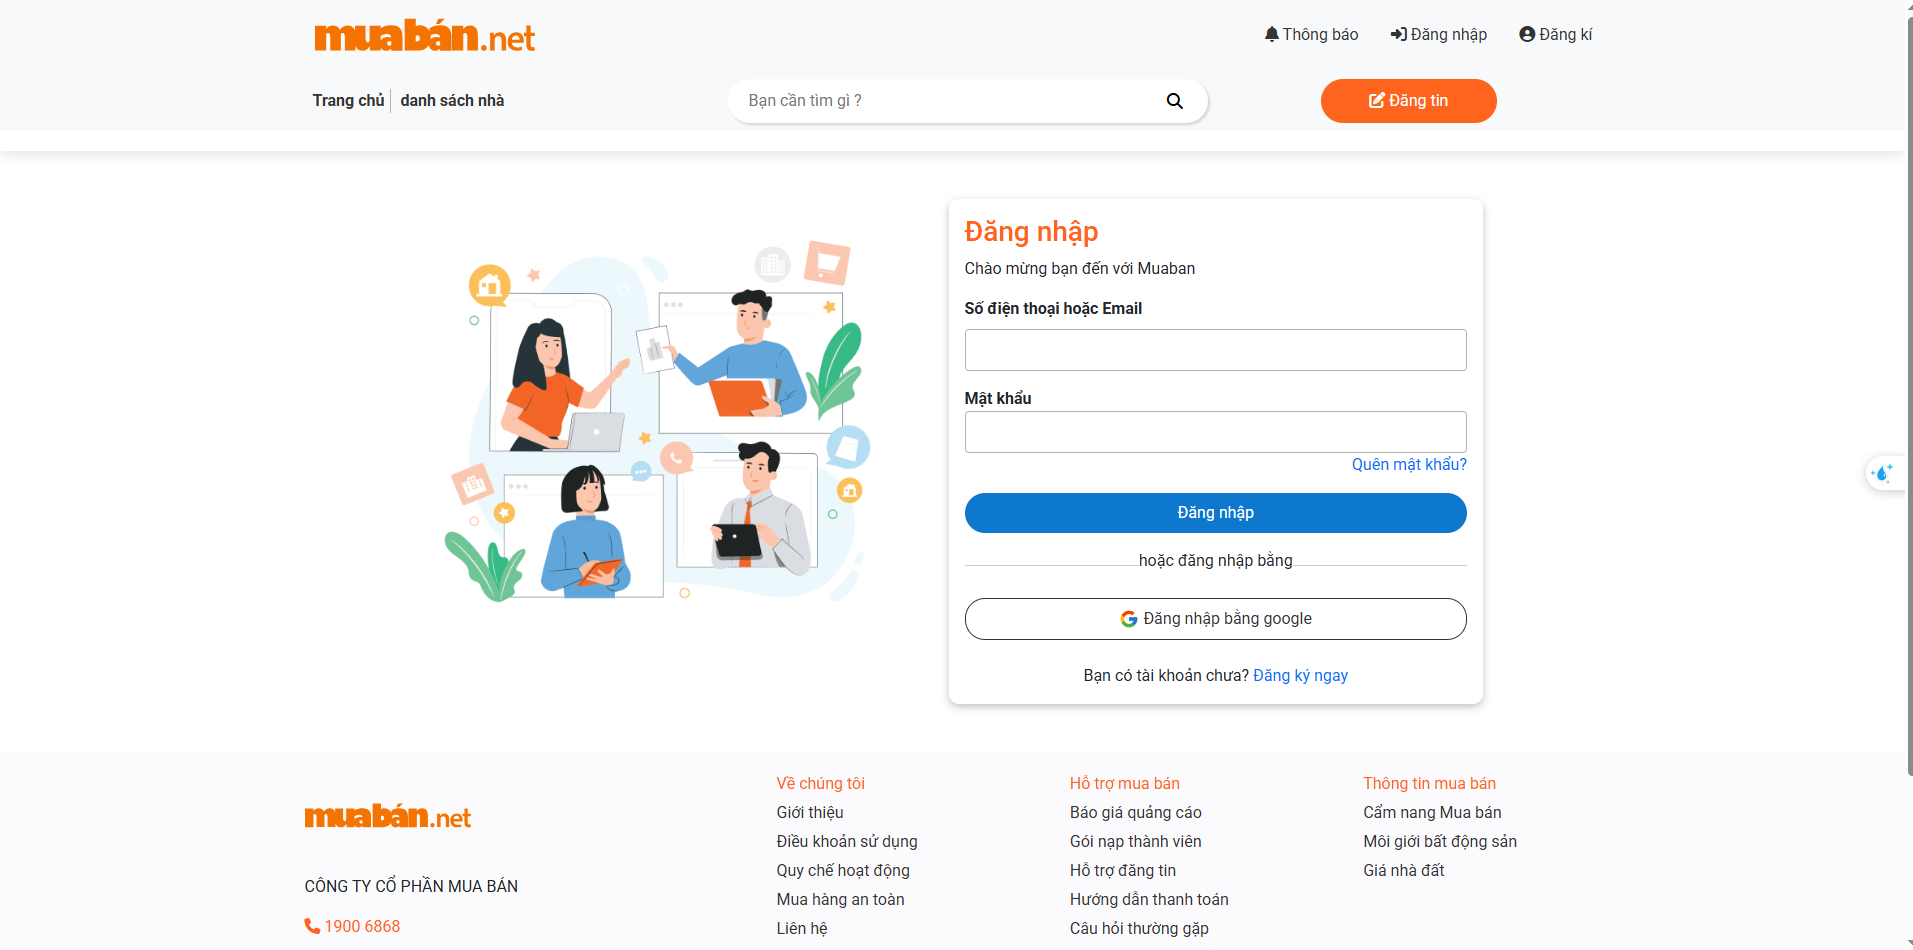 muabán.net
Thông báo
Đăng nhập
Đăng kí
Trang chủ
danh sách nhà
Bạn cần tìm gì ?
Đăng tin
Đăng nhập
Chào mừng bạn đến với Muaban
Số điện thoại hoặc Email
Mật khẩu
Quên mật khẩu?
Đăng nhập
hoặc đăng nhập bằng
Đăng nhập bằng google
Bạn có tài khoản chưa? Đăng ký ngay
muabán.net
CÔNG TY CỔ PHẦN MUA BÁN
1900 6868
Về chúng tôi
Giới thiệu
Điều khoản sử dụng
Quy chế hoạt động
Mua hàng an toàn
Liên hệ
Hỗ trợ mua bán
Báo giá quảng cáo
Gói nạp thành viên
Hỗ trợ đăng tin
Hướng dẫn thanh toán
Câu hỏi thường gặp
Thông tin mua bán
Cẩm nang Mua bán
Môi giới bất động sản
Giá nhà đất